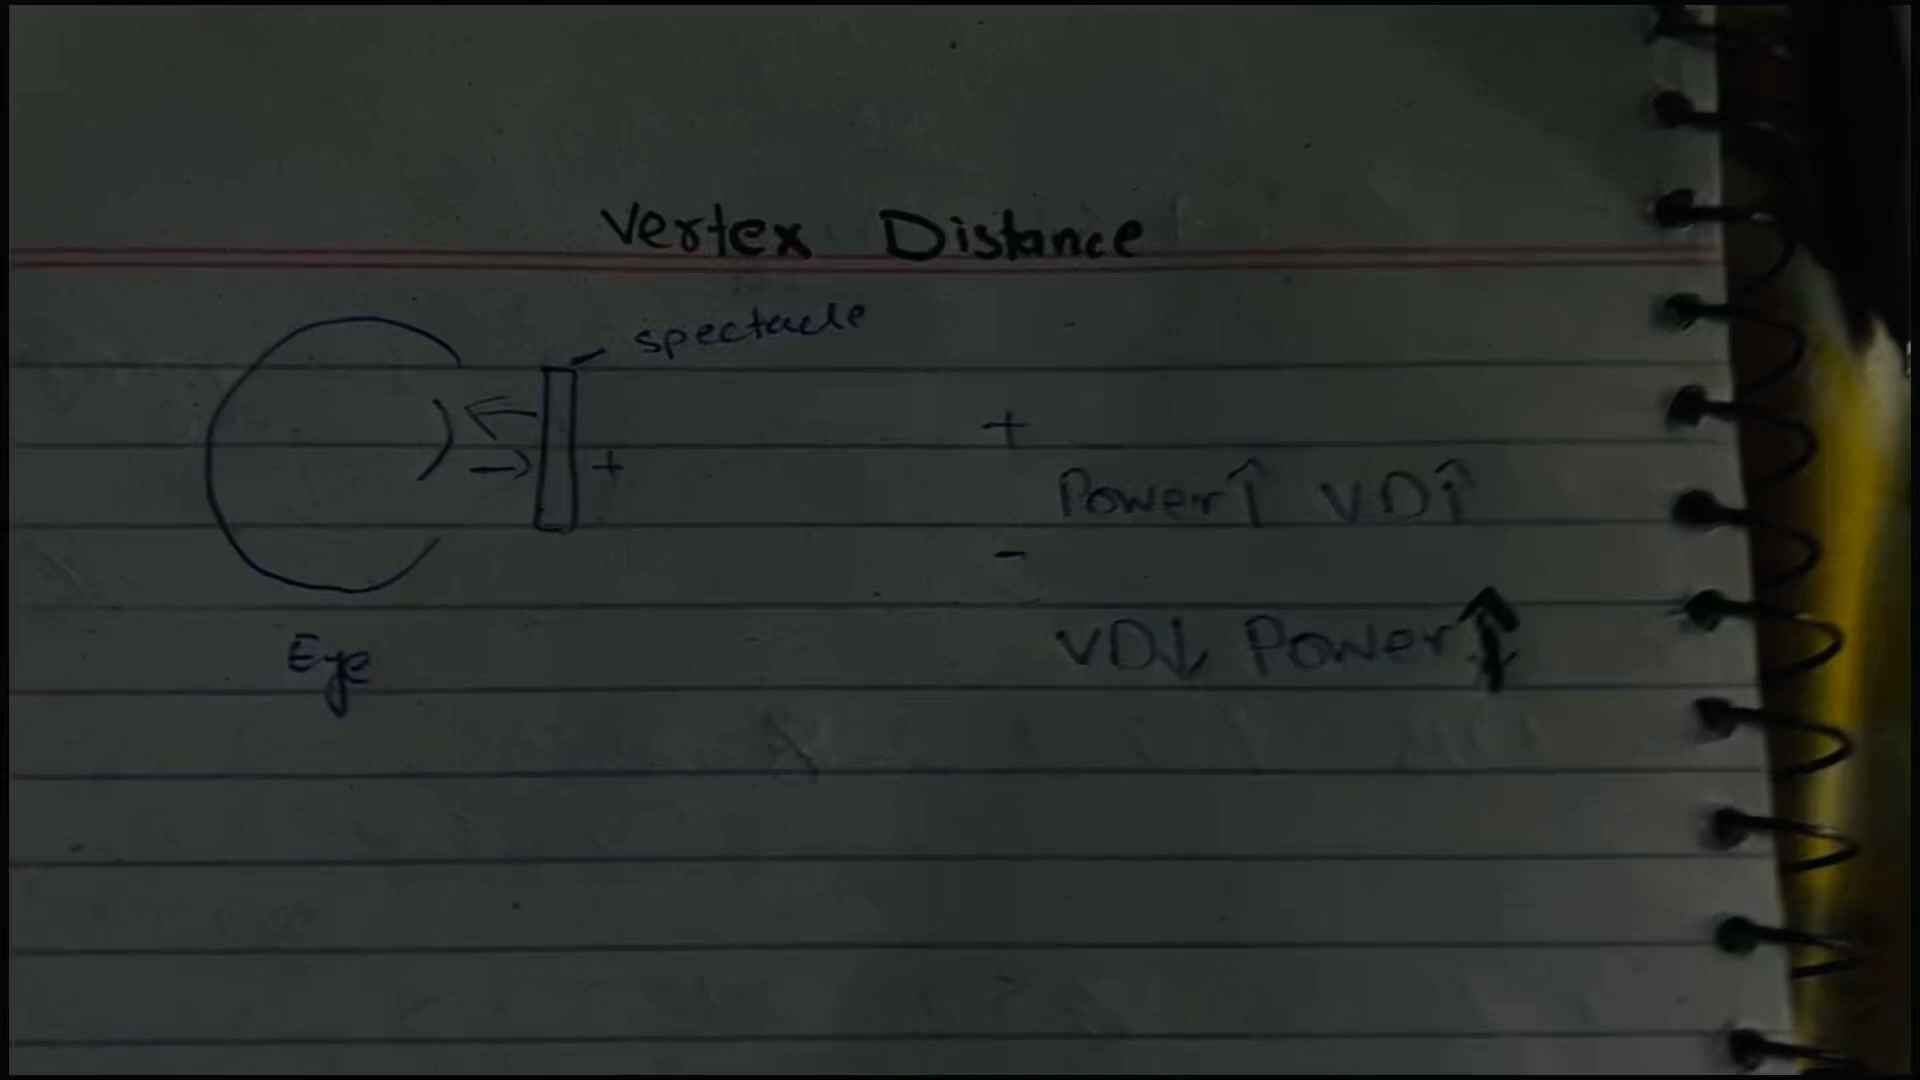 Vertex Distance
spectacle
+
+
Power↑ VD↑
-
VD↓ Power↑
Eye